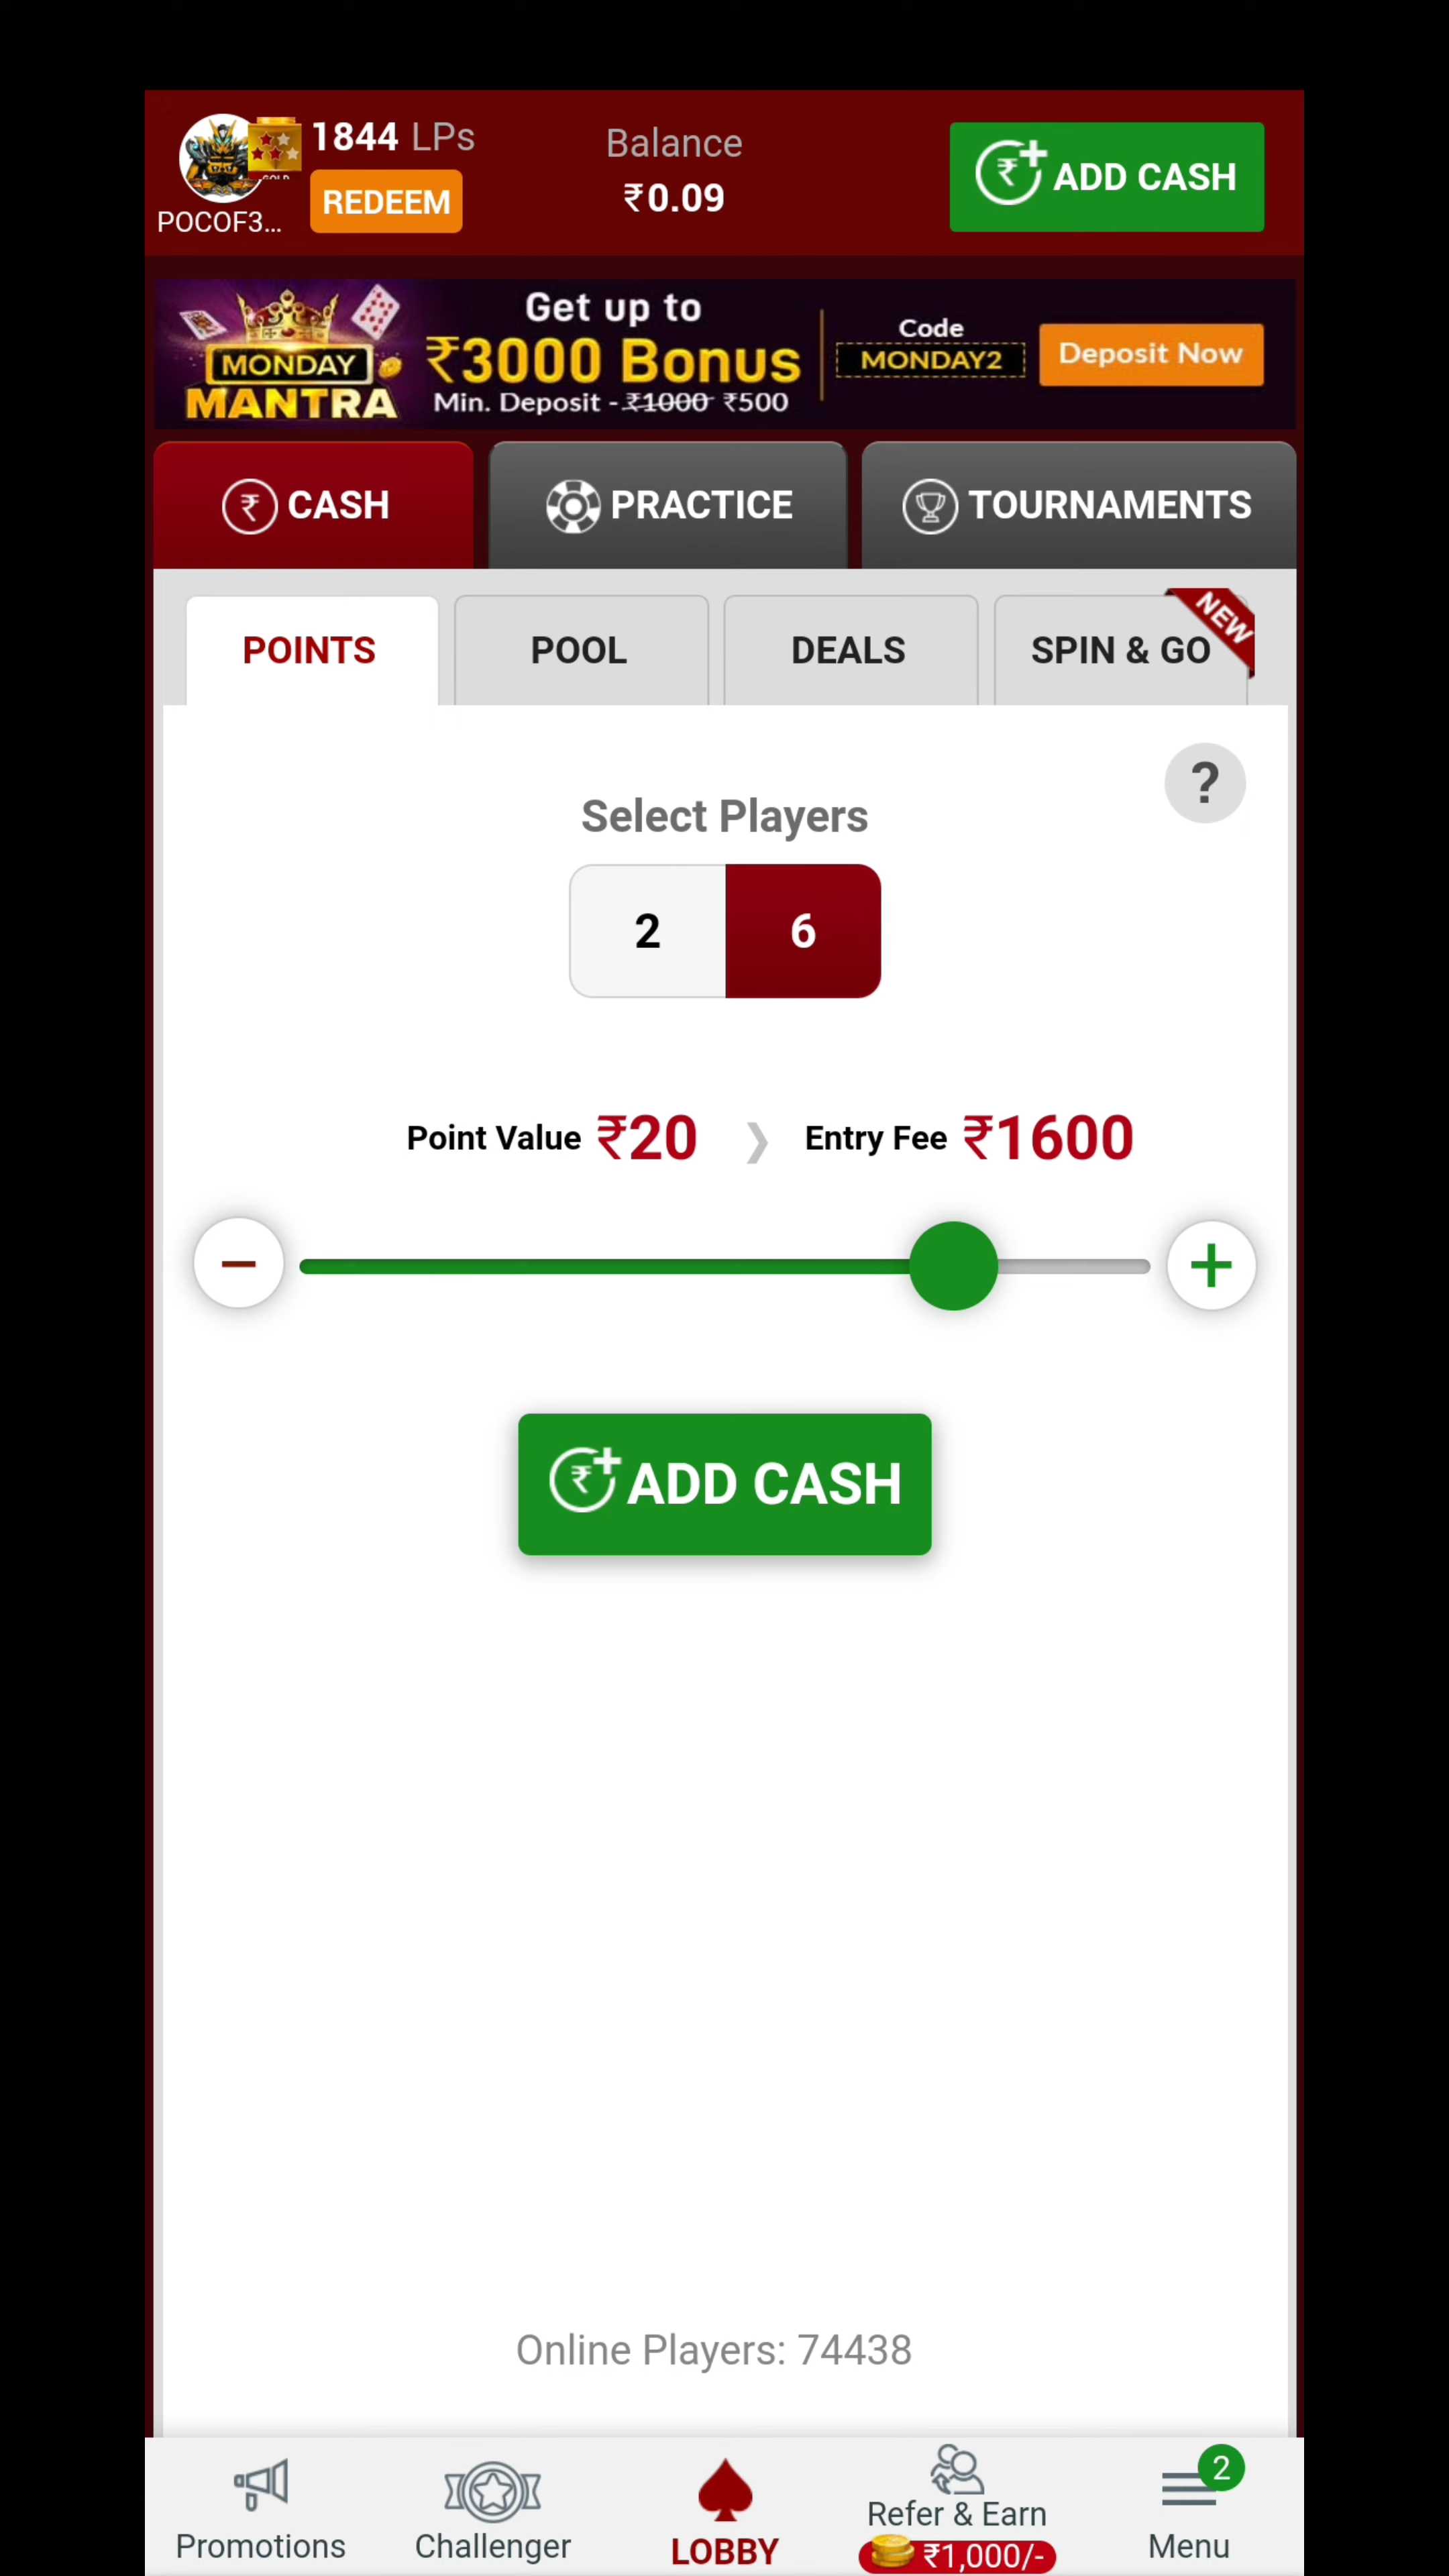 1844 LPs
REDEEM
POCOF3...
Balance
₹0.09
ADD CASH
MONDAY
MANTRA
Get up to
₹3000 Bonus
Min. Deposit - ₹1000 ₹500
Code
MONDAY2
Deposit Now
CASH
PRACTICE
TOURNAMENTS
POINTS
POOL
DEALS
SPIN & GO
NEW
?
Select Players
2
6
Point Value ₹20 ❯ Entry Fee ₹1600
ADD CASH
Online Players: 74438
Promotions
Challenger
LOBBY
Refer & Earn
₹1,000/-
2
Menu